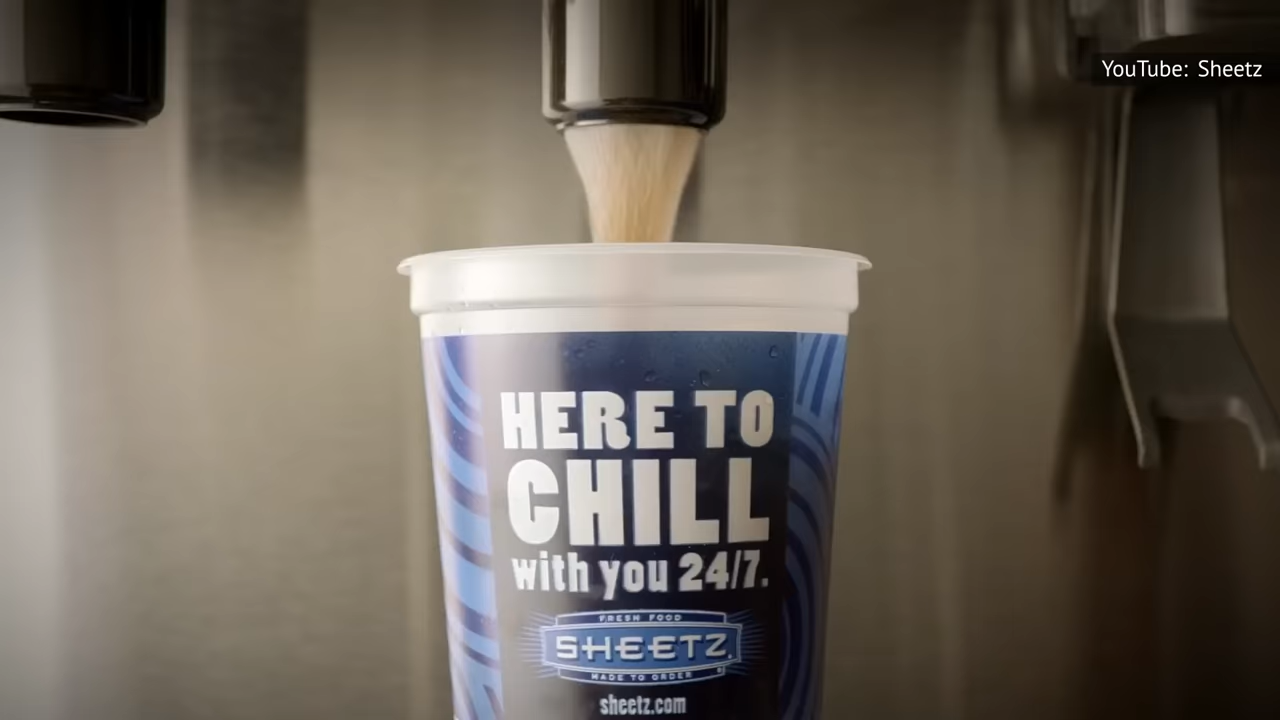 YouTube: Sheetz
HERE TO
CHILL
with you 24/7.
FRESH FOOD
SHEETZ
MADE TO ORDER
sheetz.com